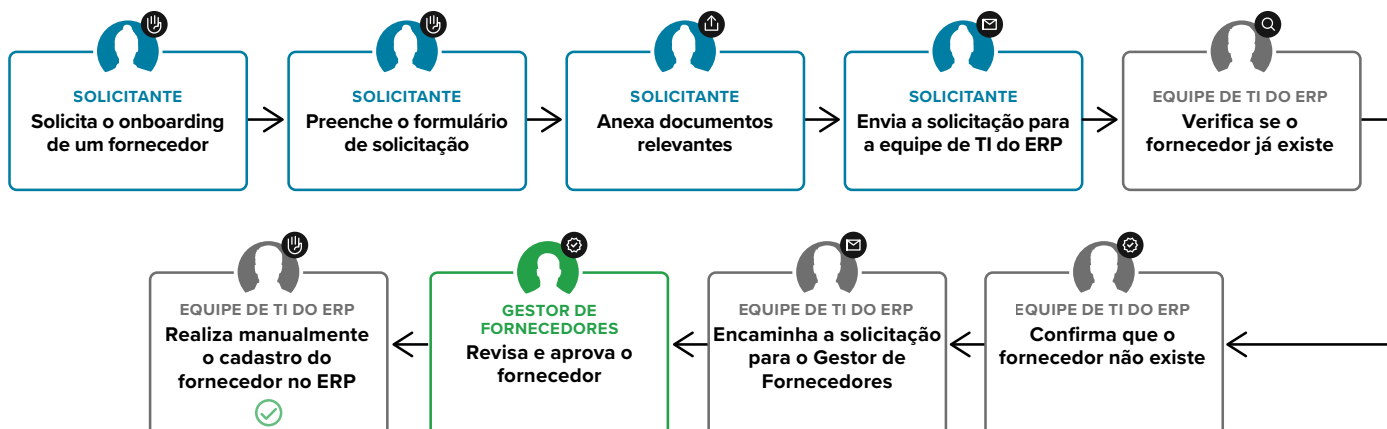 SOLICITANTE
Solicita o onboarding
de um fornecedor
SOLICITANTE
Preenche o formulário
de solicitação
SOLICITANTE
Anexa documentos
relevantes
SOLICITANTE
Envia a solicitação para
a equipe de TI do ERP
EQUIPE DE TI DO ERP
Verifica se o
fornecedor já existe
EQUIPE DE TI DO ERP
Confirma que o
fornecedor não existe
EQUIPE DE TI DO ERP
Encaminha a solicitação
para o Gestor de
Fornecedores
GESTOR DE
FORNECEDORES
Revisa e aprova o
fornecedor
EQUIPE DE TI DO ERP
Realiza manualmente
o cadastro do
fornecedor no ERP